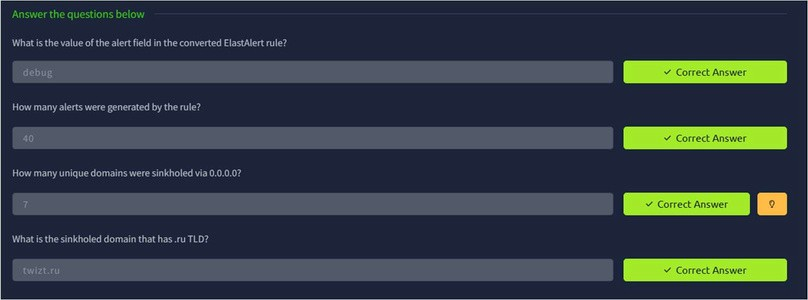 Answer the questions below
What is the value of the alert field in the converted ElastAlert rule?
debug
✓ Correct Answer
How many alerts were generated by the rule?
40
✓ Correct Answer
How many unique domains were sinkholed via 0.0.0.0?
7
✓ Correct Answer
What is the sinkholed domain that has .ru TLD?
twizt.ru
✓ Correct Answer